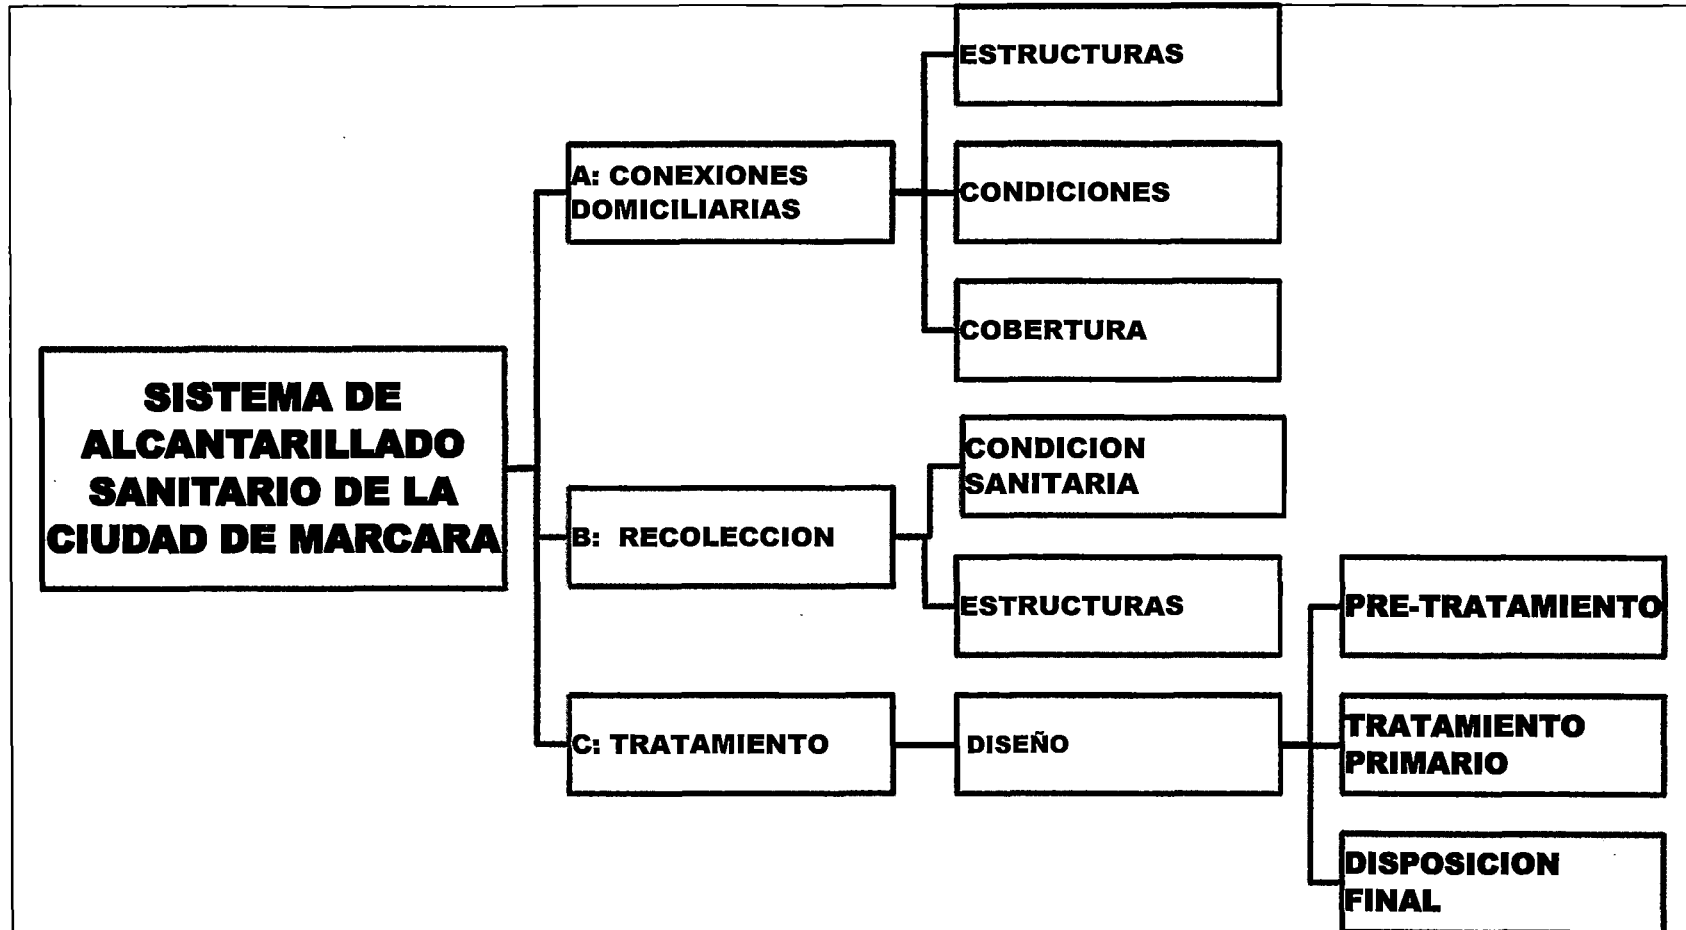 SISTEMA DE
ALCANTARILLADO
SANITARIO DE LA
CIUDAD DE MARCARA
A: CONEXIONES
DOMICILIARIAS
ESTRUCTURAS
CONDICIONES
COBERTURA
B: RECOLECCION
CONDICION
SANITARIA
ESTRUCTURAS
C: TRATAMIENTO
DISEÑO
PRE-TRATAMIENTO
TRATAMIENTO
PRIMARIO
DISPOSICION
FINAL